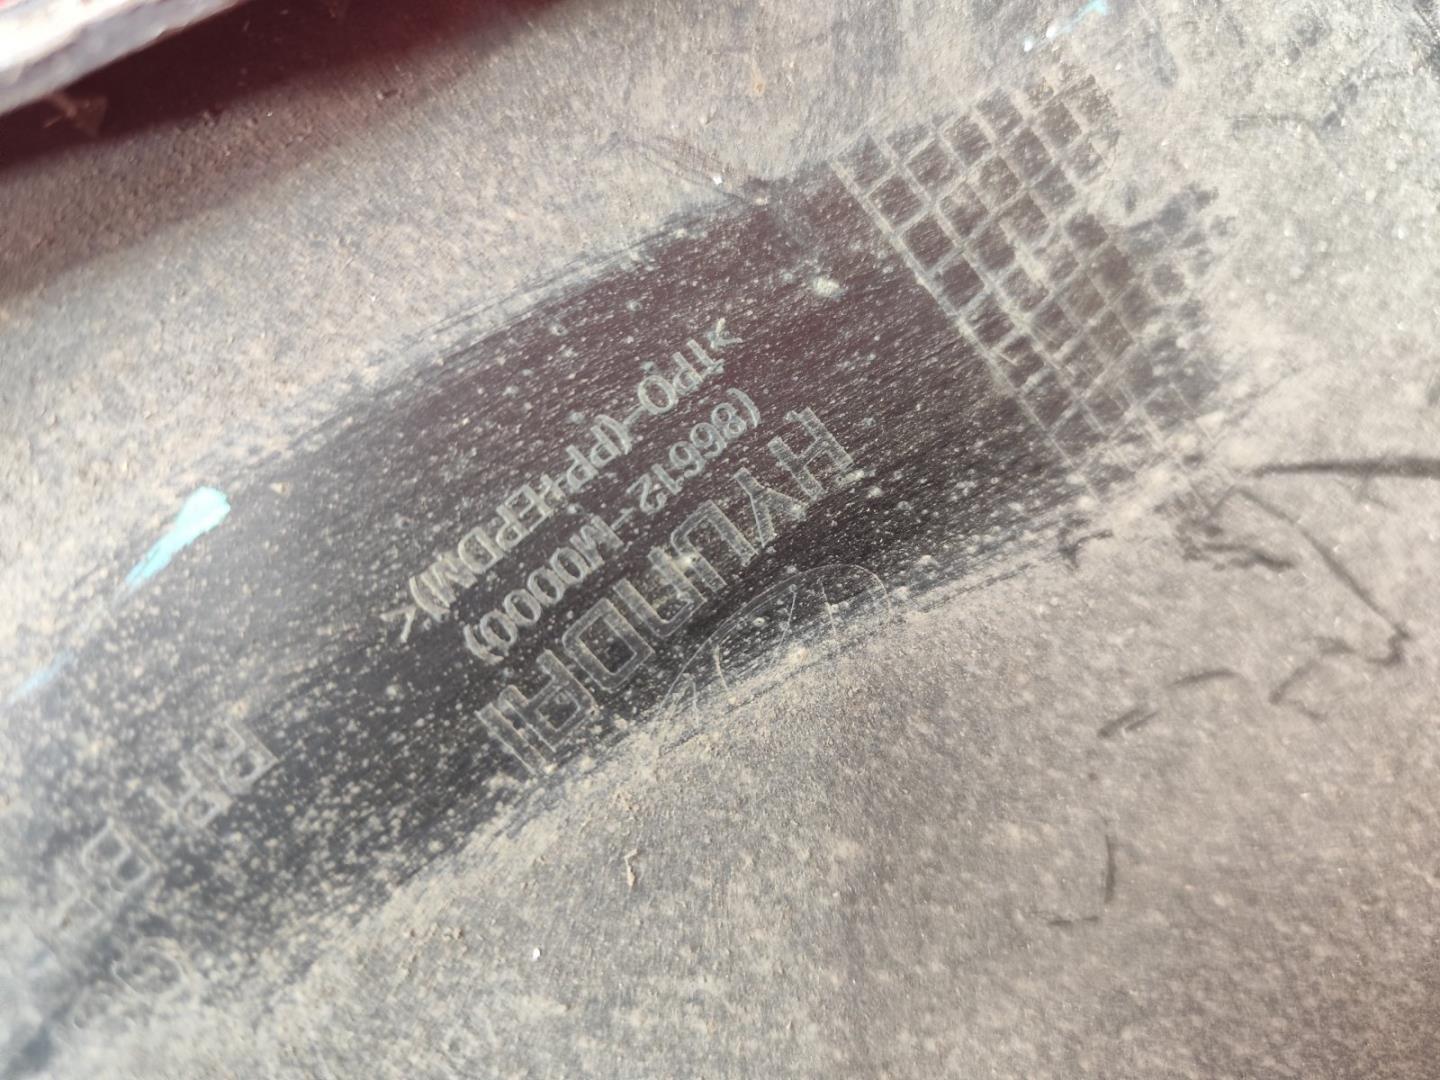 HYUNDAI
(86612-M0000)
>TPO-(PP+EPDM)<